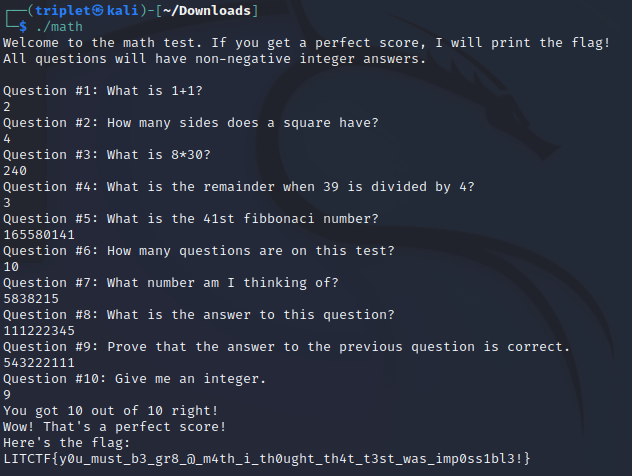 ┌──(triplet㉿kali)-[~/Downloads]
└─$ ./math
Welcome to the math test. If you get a perfect score, I will print the flag!
All questions will have non-negative integer answers.

Question #1: What is 1+1?
2
Question #2: How many sides does a square have?
4
Question #3: What is 8*30?
240
Question #4: What is the remainder when 39 is divided by 4?
3
Question #5: What is the 41st fibbonaci number?
165580141
Question #6: How many questions are on this test?
10
Question #7: What number am I thinking of?
5838215
Question #8: What is the answer to this question?
111222345
Question #9: Prove that the answer to the previous question is correct.
543222111
Question #10: Give me an integer.
9
You got 10 out of 10 right!
Wow! That's a perfect score!
Here's the flag:
LITCTF{y0u_must_b3_gr8_@_m4th_i_th0ught_th4t_t3st_was_imp0ss1bl3!}